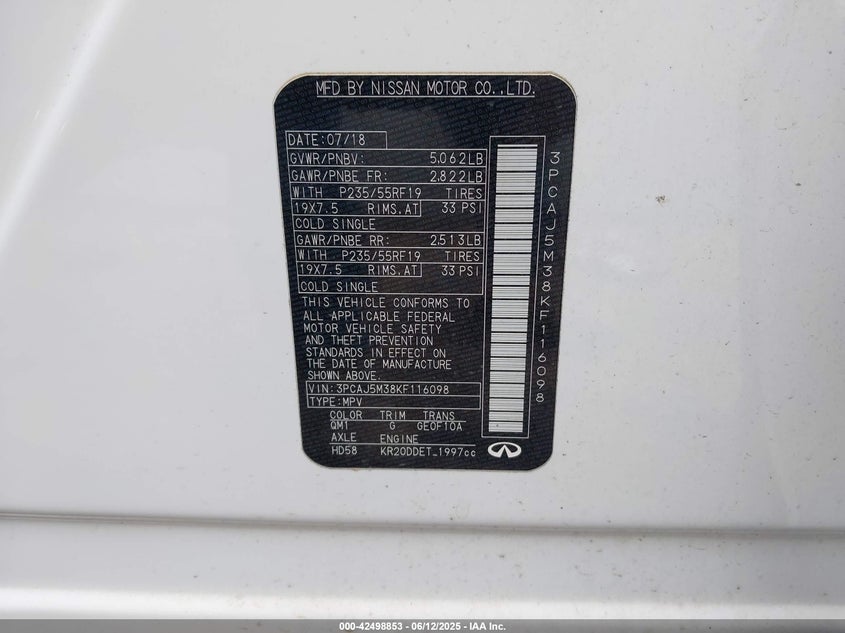 MFD BY NISSAN MOTOR CO.,LTD.
DATE:07/18
GVWR/PNBV: 5,062LB
GAWR/PNBE FR: 2,822LB
WITH P235/55RF19 TIRES
19X7.5 RIMS.AT 33 PSI
COLD SINGLE
GAWR/PNBE RR: 2,513LB
WITH P235/55RF19 TIRES
19X7.5 RIMS.AT 33 PSI
COLD SINGLE
THIS VEHICLE CONFORMS TO
ALL APPLICABLE FEDERAL
MOTOR VEHICLE SAFETY
AND THEFT PREVENTION
STANDARDS IN EFFECT ON
THE DATE OF MANUFACTURE
SHOWN ABOVE.
VIN:3PCAJ5M38KF116098
TYPE:MPV
COLOR TRIM TRANS
QM1 G GE0F10A
AXLE ENGINE
HD58 KR20DDET_1997cc
3PCAJ5M38KF116098
000-42498853 - 06/12/2025 - IAA Inc.